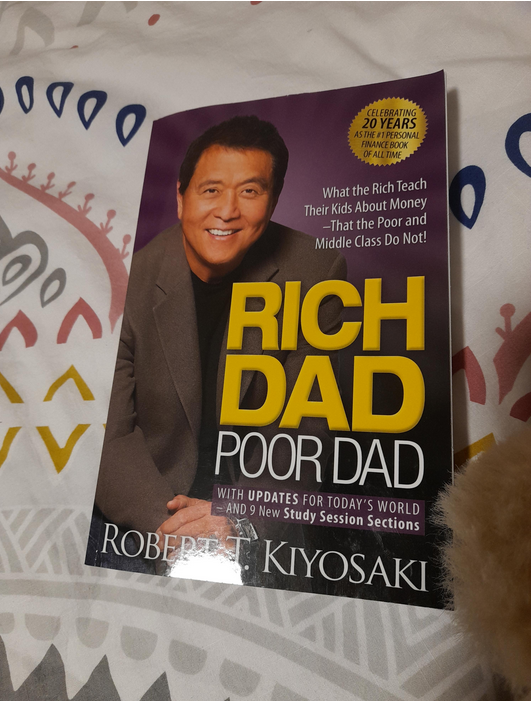 CELEBRATING
20 YEARS
AS THE #1 PERSONAL
FINANCE BOOK
OF ALL TIME
What the Rich Teach
Their Kids About Money
–That the Poor and
Middle Class Do Not!
RICH
DAD
POOR DAD
WITH UPDATES FOR TODAY'S WORLD
– AND 9 New Study Session Sections
ROBERT T. KIYOSAKI